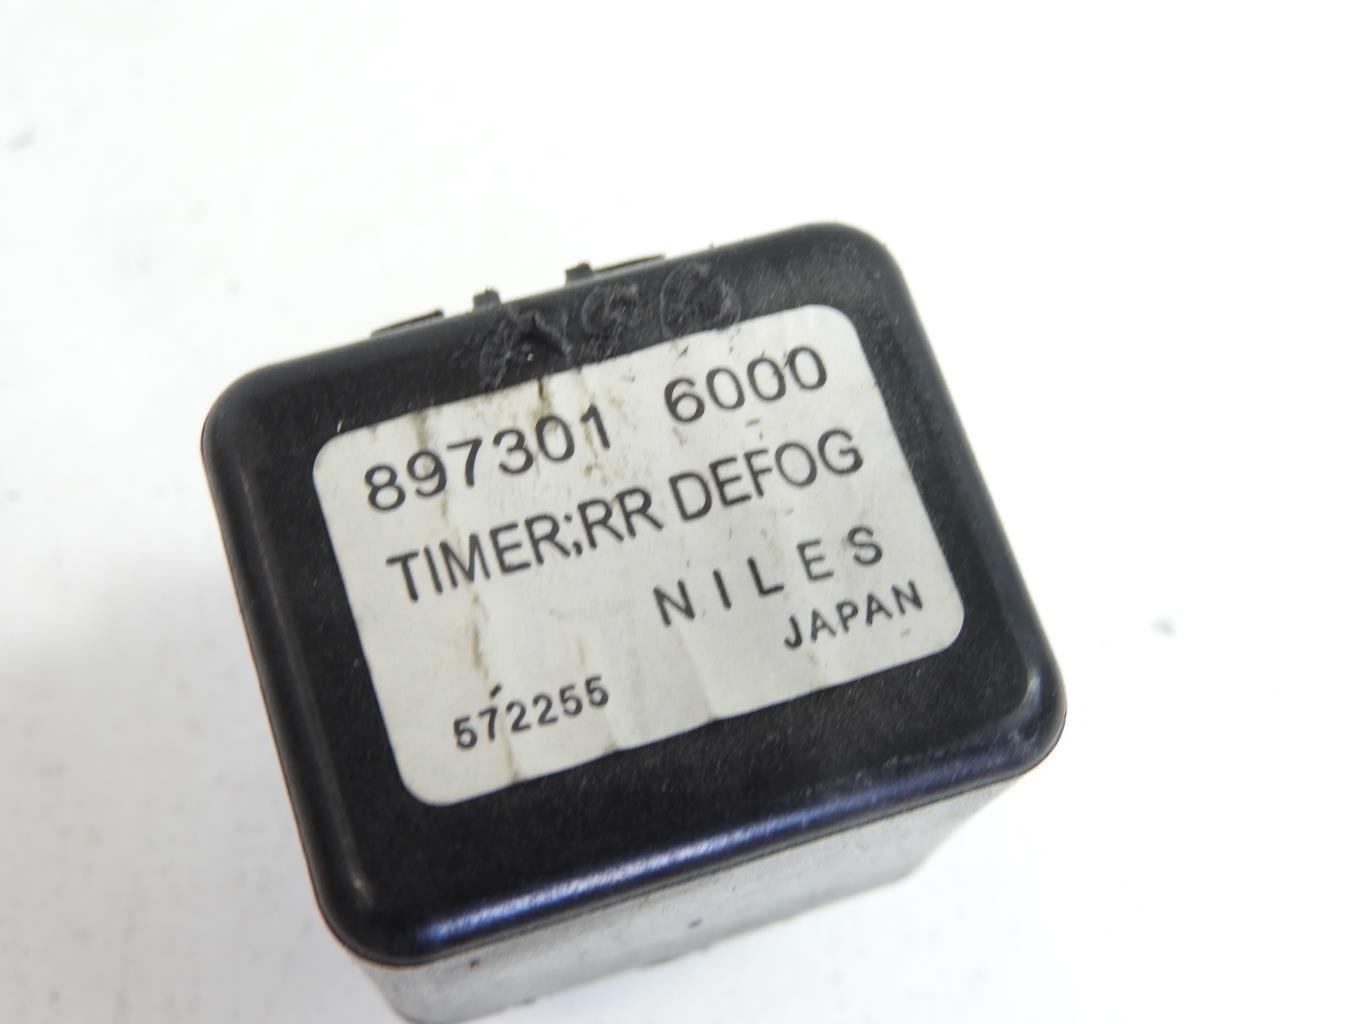 897301 6000
TIMER;RR DEFOG
NILES
JAPAN
572255